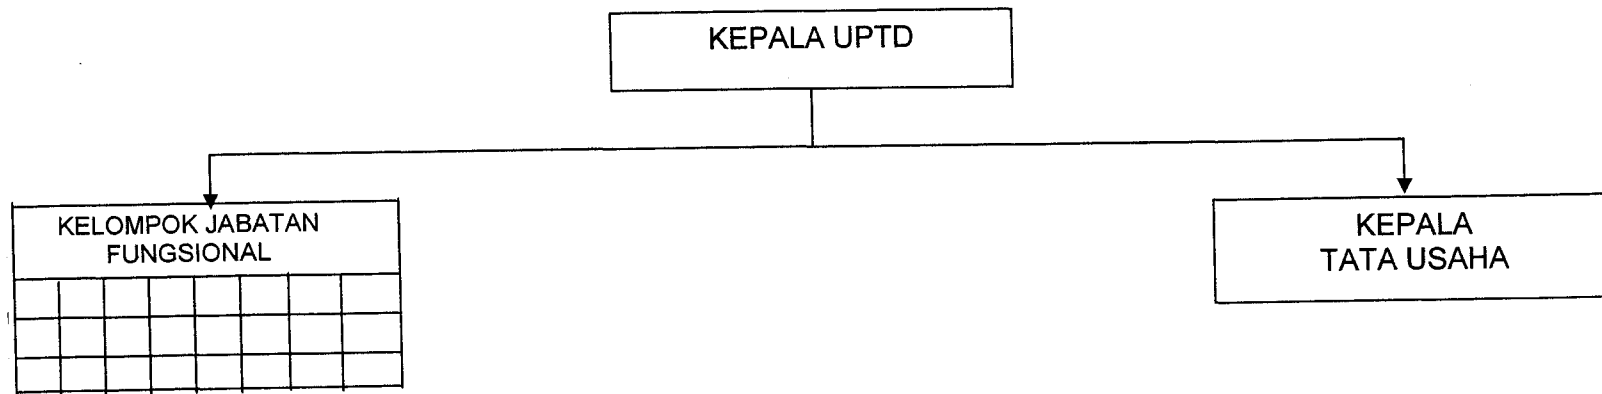 KEPALA UPTD
KELOMPOK JABATAN
FUNGSIONAL
KEPALA
TATA USAHA